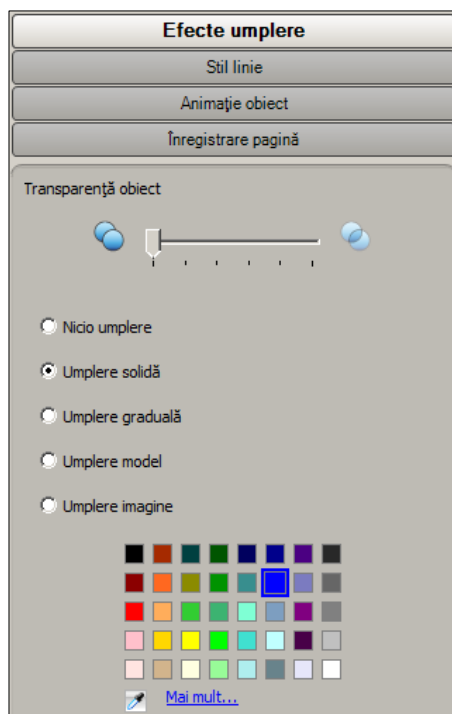 Efecte umplere
Stil linie
Animaţie obiect
Înregistrare pagină
Transparenţă obiect
Nicio umplere
Umplere solidă
Umplere graduală
Umplere model
Umplere imagine
Mai mult...